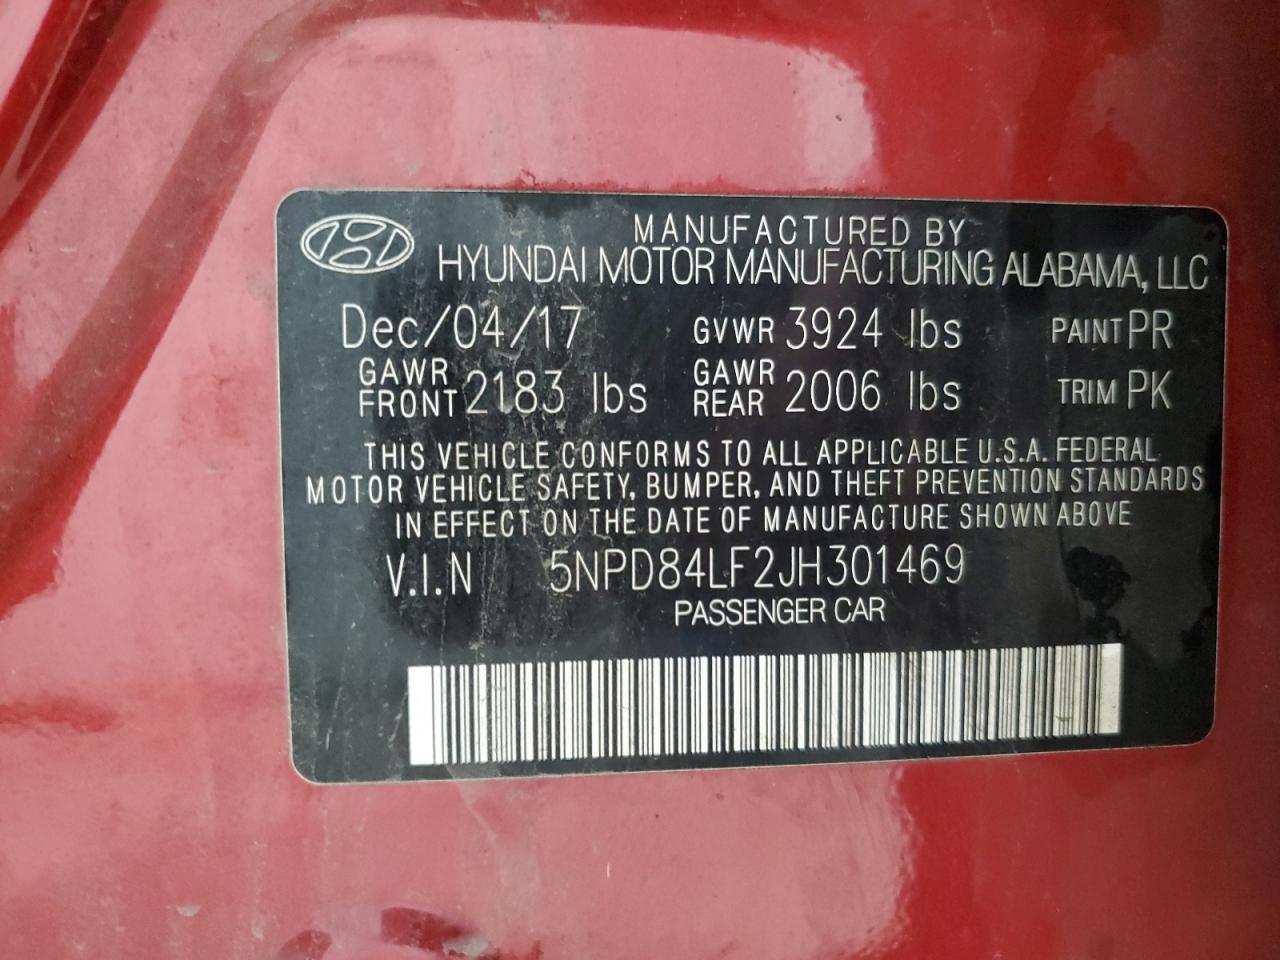 MANUFACTURED BY
HYUNDAI MOTOR MANUFACTURING ALABAMA, LLC
Dec/04/17 GVWR 3924 lbs PAINT PR
GAWR FRONT 2183 lbs GAWR REAR 2006 lbs TRIM PK
THIS VEHICLE CONFORMS TO ALL APPLICABLE U.S.A. FEDERAL
MOTOR VEHICLE SAFETY, BUMPER, AND THEFT PREVENTION STANDARDS
IN EFFECT ON THE DATE OF MANUFACTURE SHOWN ABOVE
V.I.N 5NPD84LF2JH301469
PASSENGER CAR